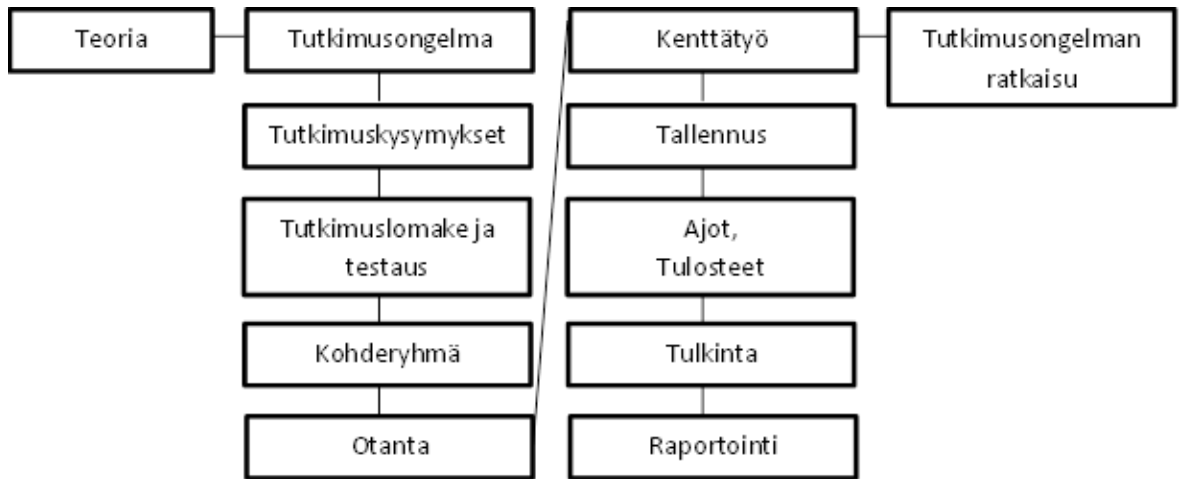 Teoria
Tutkimusongelma
Tutkimuskysymykset
Tutkimuslomake ja
testaus
Kohderyhmä
Otanta
Kenttätyö
Tallennus
Ajot,
Tulosteet
Tulkinta
Raportointi
Tutkimusongelman
ratkaisu